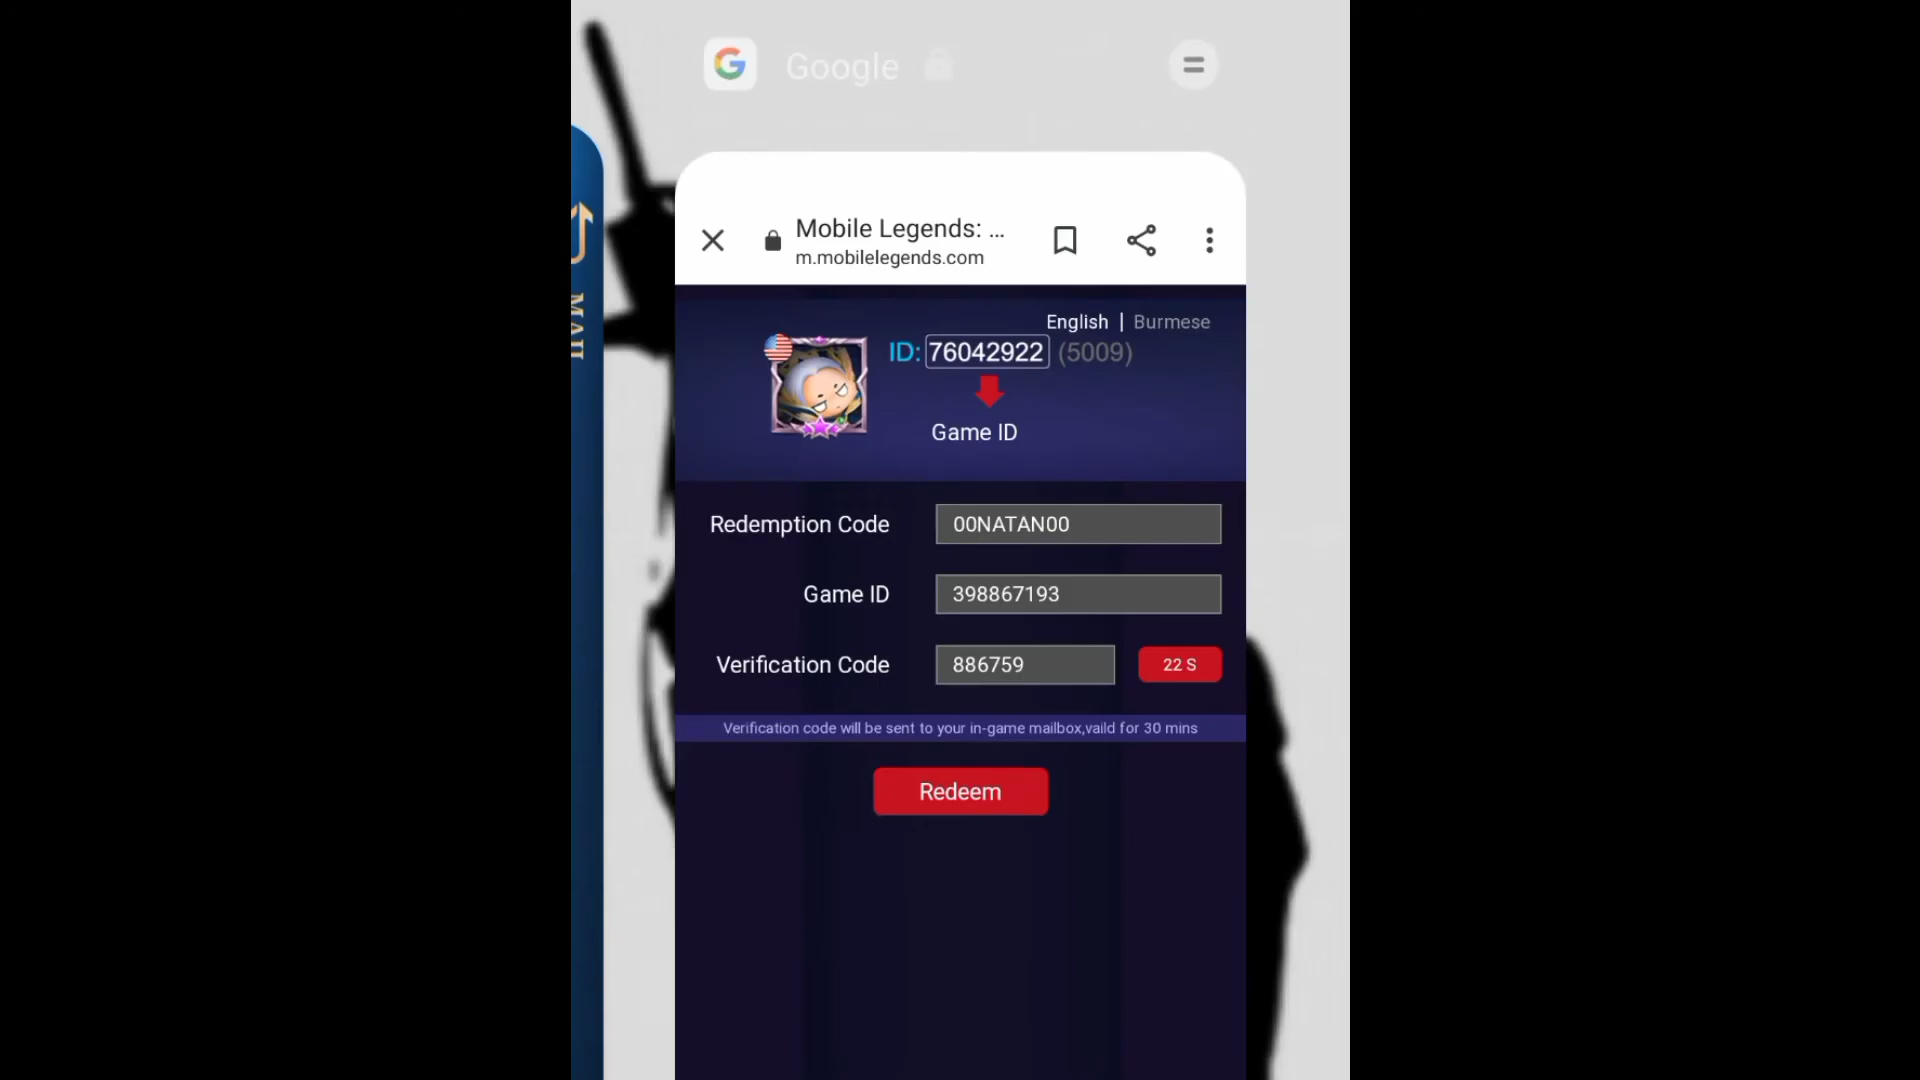 Google
Mobile Legends: ...
m.mobilelegends.com
English | Burmese
ID: 76042922 (5009)
Game ID
Redemption Code 00NATAN00
Game ID 398867193
Verification Code 886759 22 S
Verification code will be sent to your in-game mailbox,vaild for 30 mins
Redeem